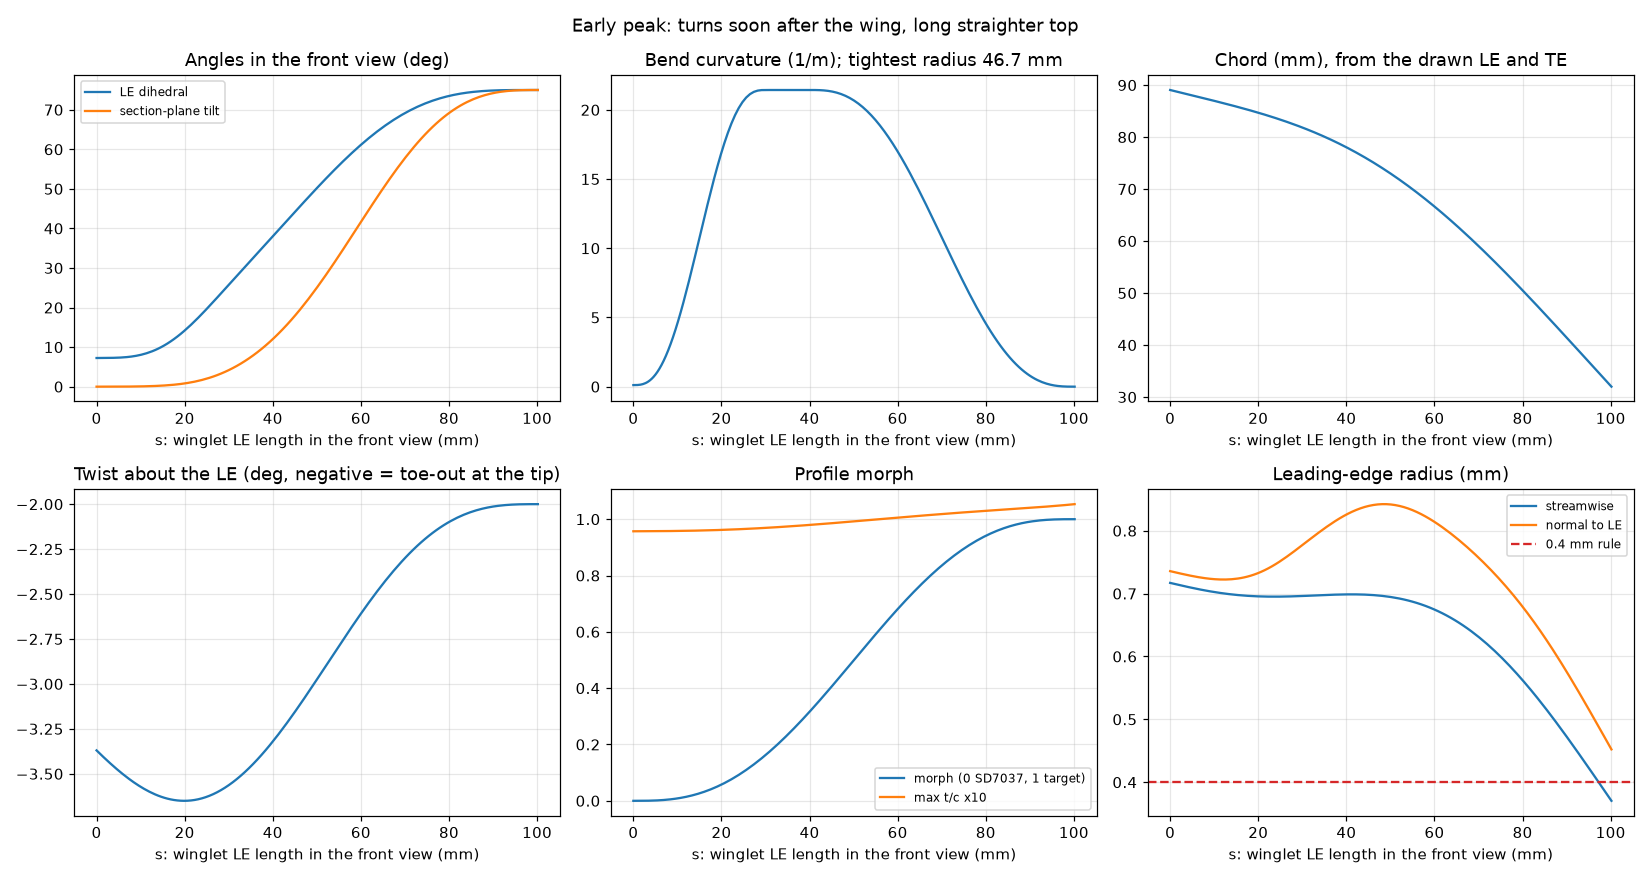 Early peak: turns soon after the wing, long straighter top
Angles in the front view (deg)
LE dihedral
section-plane tilt
70
60
50
40
30
20
10
0
0 20 40 60 80 100
s: winglet LE length in the front view (mm)
Bend curvature (1/m); tightest radius 46.7 mm
20
15
10
5
0
0 20 40 60 80 100
s: winglet LE length in the front view (mm)
Chord (mm), from the drawn LE and TE
90
80
70
60
50
40
30
0 20 40 60 80 100
s: winglet LE length in the front view (mm)
Twist about the LE (deg, negative = toe-out at the tip)
−2.00
−2.25
−2.50
−2.75
−3.00
−3.25
−3.50
0 20 40 60 80 100
s: winglet LE length in the front view (mm)
Profile morph
1.0
0.8
0.6
0.4
0.2
0.0
morph (0 SD7037, 1 target)
max t/c x10
0 20 40 60 80 100
s: winglet LE length in the front view (mm)
Leading-edge radius (mm)
streamwise
normal to LE
0.4 mm rule
0.8
0.7
0.6
0.5
0.4
0 20 40 60 80 100
s: winglet LE length in the front view (mm)